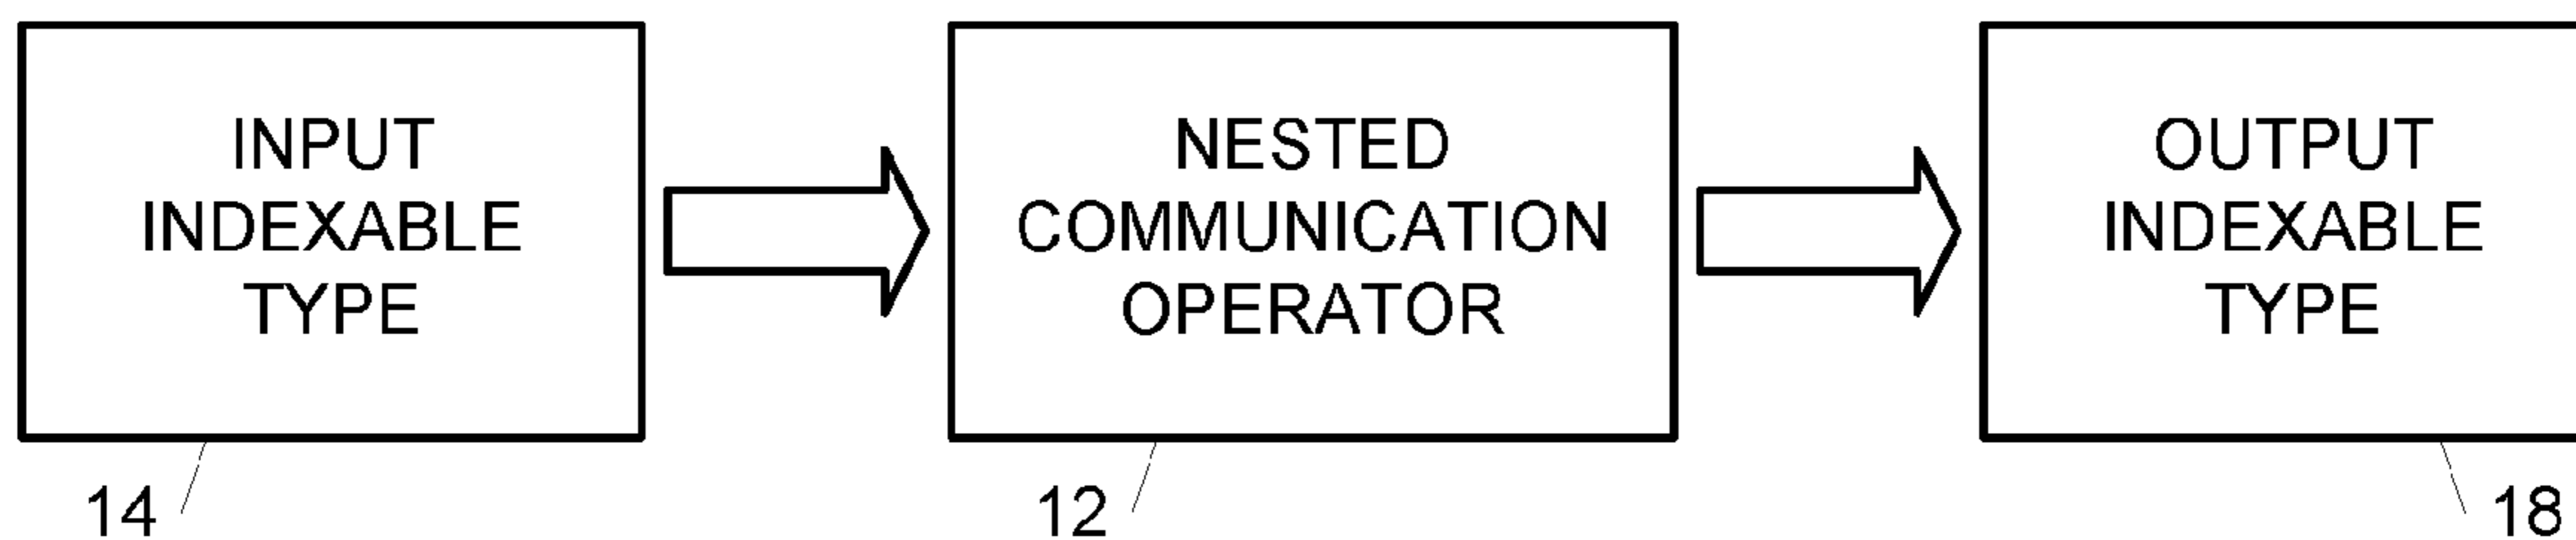 INPUT
INDEXABLE
TYPE
NESTED
COMMUNICATION
OPERATOR
OUTPUT
INDEXABLE
TYPE
14
12
18